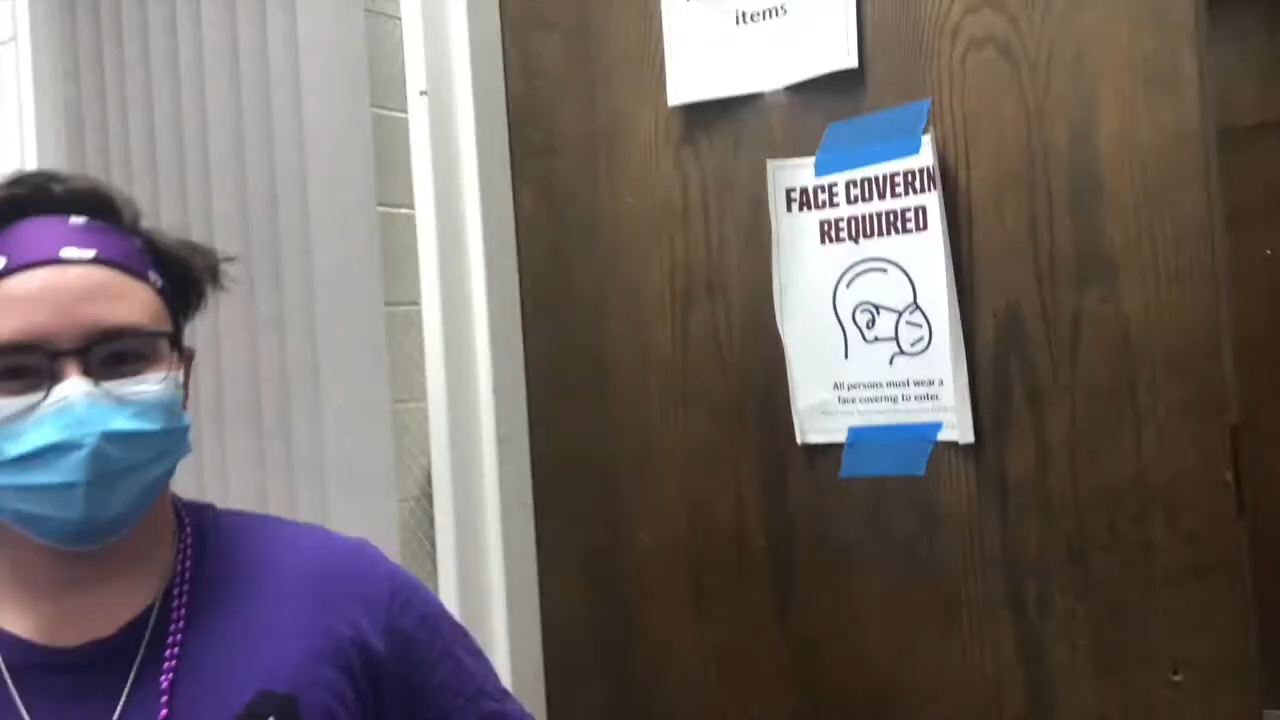 items
FACE COVERIN
REQUIRED
All persons must wear a
face covering to enter.